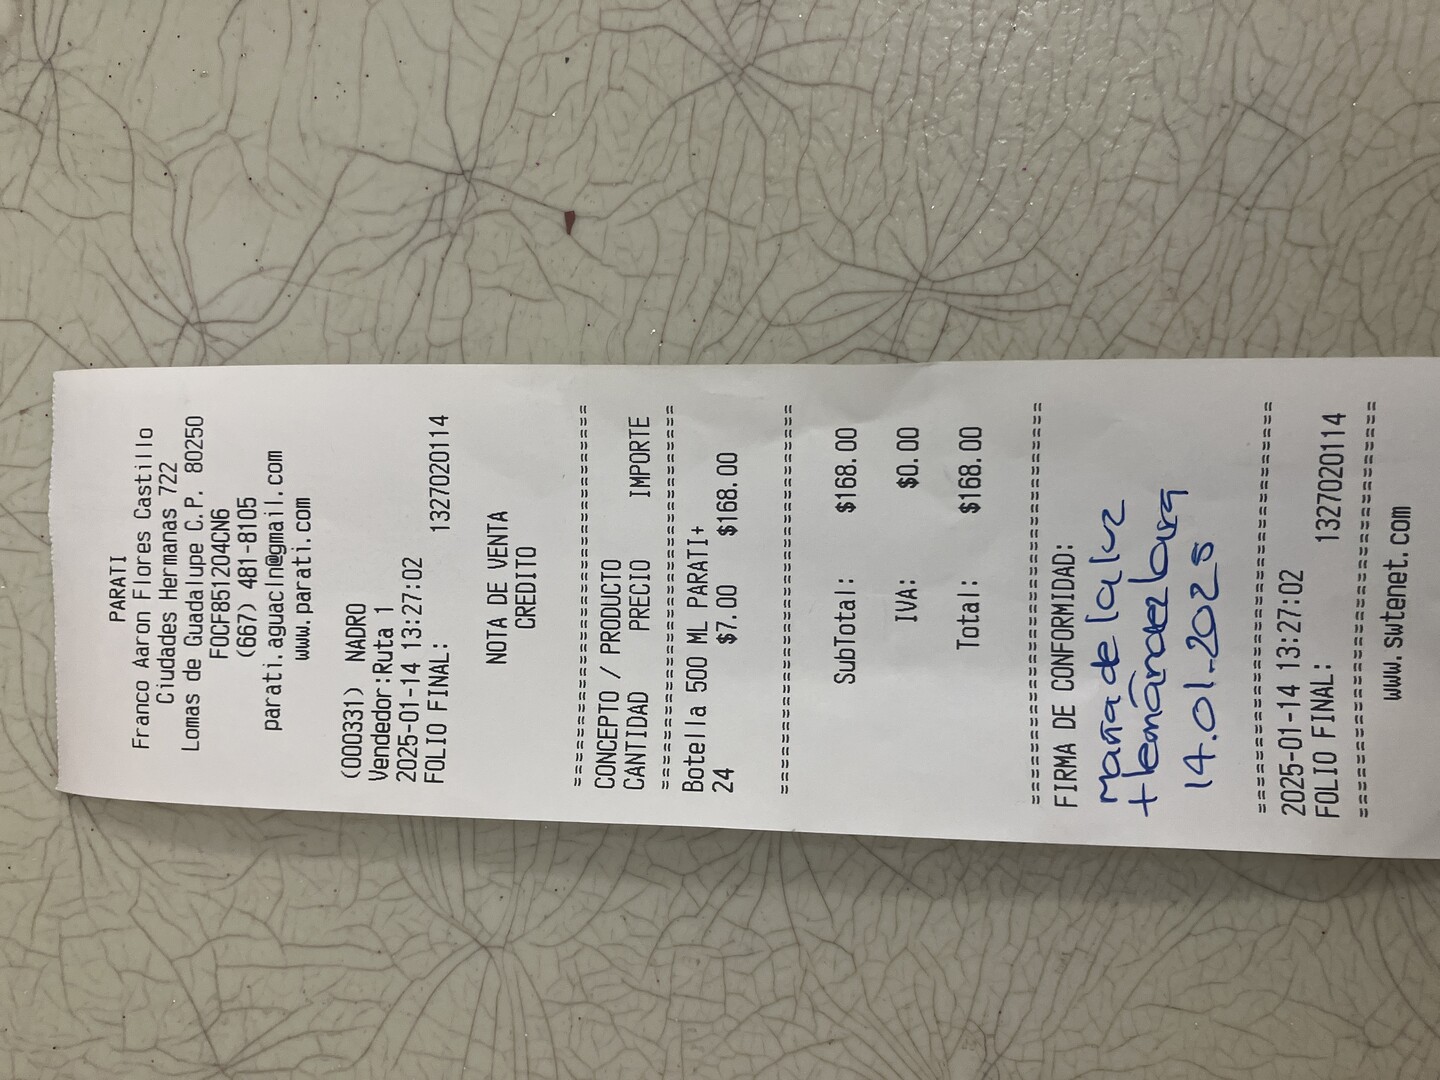 PARATI
Franco Aaron Flores Castillo
Ciudades Hermanas 722
Lomas de Guadalupe C.P. 80250
FOCF851204CN6
(667) 481-8105
parati.aguacln@gmail.com
www.parati.com
(000331) NADRO
Vendedor:Ruta 1
2025-01-14 13:27:02
FOLIO FINAL: 1327020114
NOTA DE VENTA
CREDITO
================================
CONCEPTO / PRODUCTO
CANTIDAD PRECIO IMPORTE
================================
Botella 500 ML PARATI+
24 $7.00 $168.00
================================
SubTotal: $168.00
IVA: $0.00
Total: $168.00
================================
FIRMA DE CONFORMIDAD:
María de la luz
Hernández Lara
14.01.2025
================================
2025-01-14 13:27:02
FOLIO FINAL: 1327020114
================================
www.swtenet.com